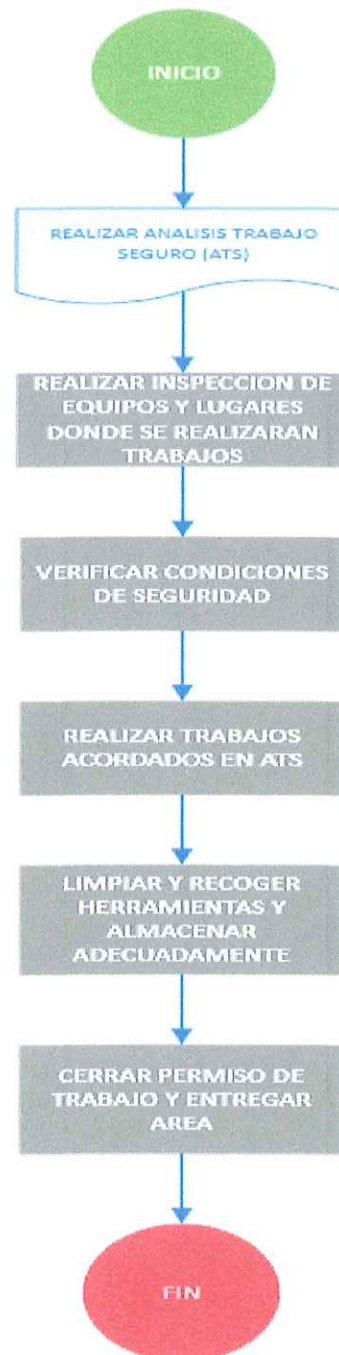 INICIO
REALIZAR ANALISIS TRABAJO
SEGURO (ATS)
REALIZAR INSPECCION DE
EQUIPOS Y LUGARES
DONDE SE REALIZARAN
TRABAJOS
VERIFICAR CONDICIONES
DE SEGURIDAD
REALIZAR TRABAJOS
ACORDADOS EN ATS
LIMPIAR Y RECOGER
HERRAMIENTAS Y
ALMACENAR
ADECUADAMENTE
CERRAR PERMISO DE
TRABAJO Y ENTREGAR
AREA
FIN